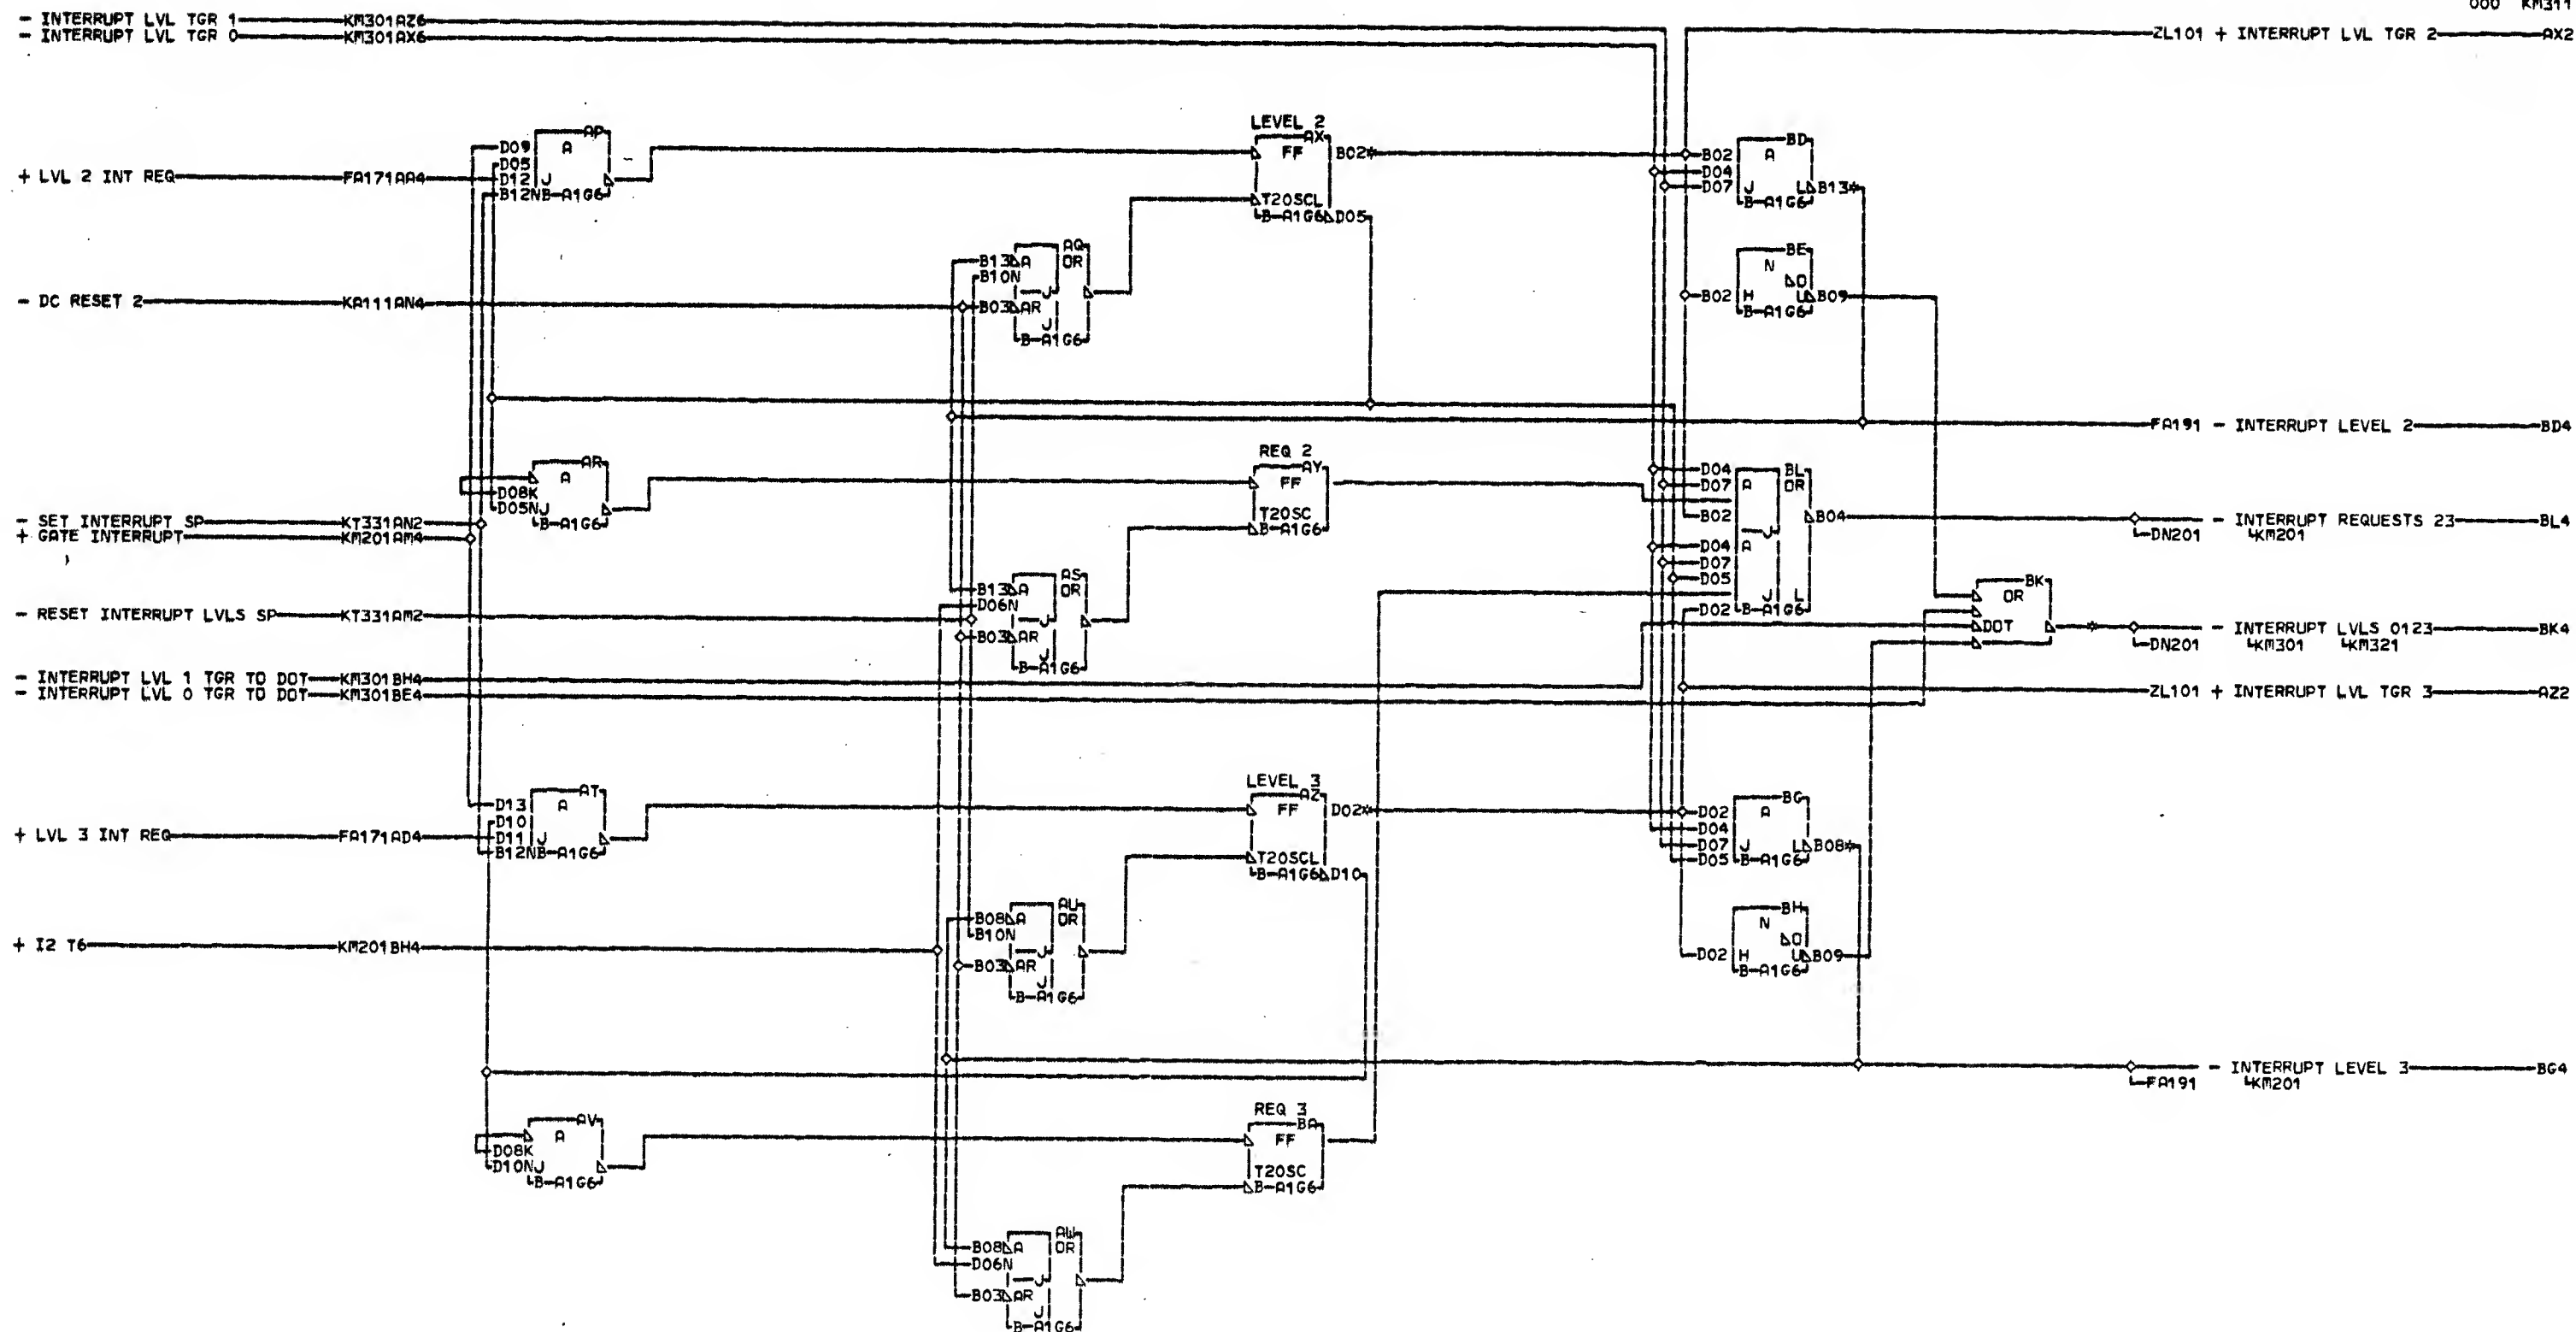 000 KM311
- INTERRUPT LVL TGR 1 KM301AZ6
- INTERRUPT LVL TGR 0 KM301AX6
ZL101 + INTERRUPT LVL TGR 2 AX2
LEVEL 2
AP
D09 A
D05
+ LVL 2 INT REQ FA171AA4 D12 J
B12N B-A1G6
AX
FF B02*
T20SCL
B-A1G6 D05
BD
B02 A
D04
D07 J L B13*
B-A1G6
AQ
B13 A OR
B10N
J
- DC RESET 2 KA111AN4 B03 AR
J
B-A1G6
BE
N
O
B02 H U B09
B-A1G6
FA191 - INTERRUPT LEVEL 2 BD4
REQ 2
AR
A
D08K
D05N J
B-A1G6
AY
FF
T20SC
B-A1G6
- SET INTERRUPT SP KT331AN2
+ GATE INTERRUPT KM201AM4
D04 BL
D07 A OR
B02
J
D04 A
D07
D05
J L
D02 B-A1G6
B04 - INTERRUPT REQUESTS 23 BL4
DN201 KM201
AS
B13 A OR
D06N
J
- RESET INTERRUPT LVLS SP KT331AM2
B03 AR
J
B-A1G6
BK
OR
DOT * - INTERRUPT LVLS 0123 BK4
DN201 KM301 KM321
- INTERRUPT LVL 1 TGR TO DOT KM301BH4
- INTERRUPT LVL 0 TGR TO DOT KM301BE4
ZL101 + INTERRUPT LVL TGR 3 AZ2
LEVEL 3
AT
D13 A
D10
+ LVL 3 INT REQ FA171AD4 D11 J
B12N B-A1G6
AZ
FF D02*
T20SCL
B-A1G6 D10
BG
D02 A
D04
D07 J L B08*
D05 B-A1G6
AU
B08 A OR
B10N
J
+ I2 T6 KM201BH4
B03 AR
J
B-A1G6
BH
N
O
D02 H U B09
B-A1G6
- INTERRUPT LEVEL 3 BG4
FA191 KM201
REQ 3
AV
A
D08K
D10N J
B-A1G6
BA
FF
T20SC
B-A1G6
AW
B08 A OR
D06N
J
B03 AR
J
B-A1G6